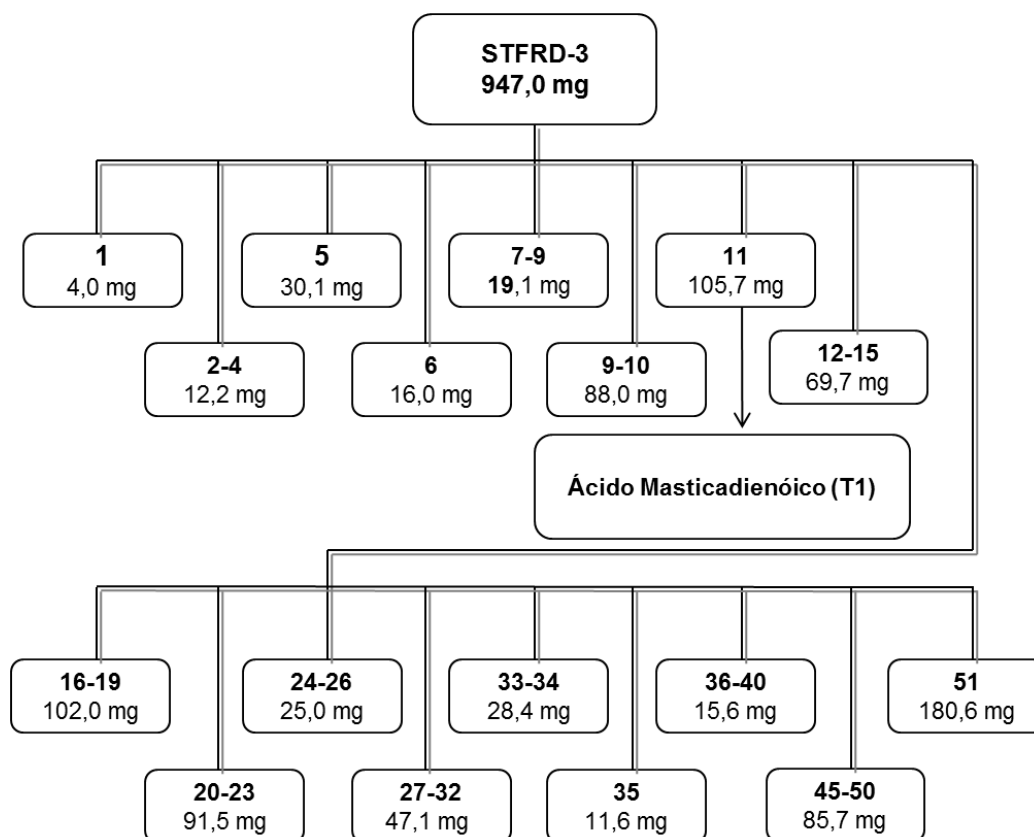 STFRD-3
947,0 mg
1
4,0 mg
5
30,1 mg
7-9
19,1 mg
11
105,7 mg
2-4
12,2 mg
6
16,0 mg
9-10
88,0 mg
12-15
69,7 mg
Ácido Masticadienóico (T1)
16-19
102,0 mg
24-26
25,0 mg
33-34
28,4 mg
36-40
15,6 mg
51
180,6 mg
20-23
91,5 mg
27-32
47,1 mg
35
11,6 mg
45-50
85,7 mg